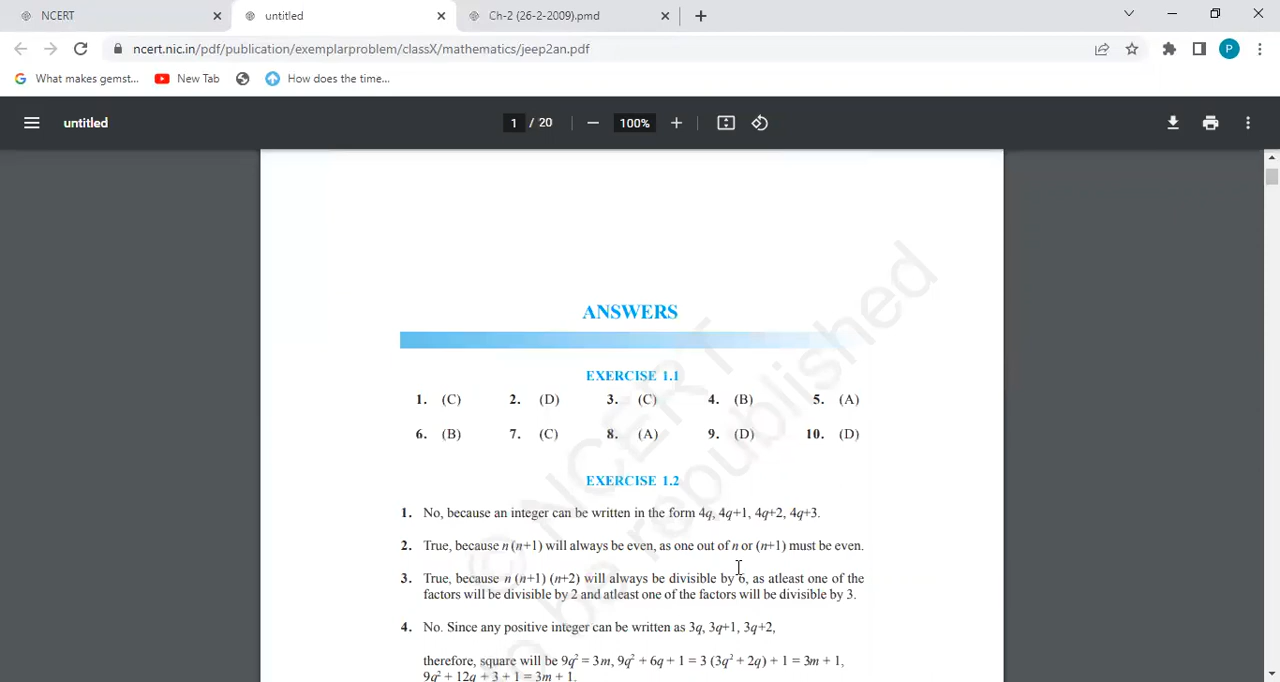 NCERT
untitled
Ch-2 (26-2-2009).pmd
ncert.nic.in/pdf/publication/exemplarproblem/classX/mathematics/jeep2an.pdf
P
What makes gemst...
New Tab
How does the time...
untitled
1 / 20
100%
ANSWERS
EXERCISE 1.1
1. (C) 2. (D) 3. (C) 4. (B) 5. (A)
6. (B) 7. (C) 8. (A) 9. (D) 10. (D)
EXERCISE 1.2
1. No, because an integer can be written in the form 4q, 4q+1, 4q+2, 4q+3.
2. True, because n (n+1) will always be even, as one out of n or (n+1) must be even.
3. True, because n (n+1) (n+2) will always be divisible by 6, as atleast one of the
factors will be divisible by 2 and atleast one of the factors will be divisible by 3.
4. No. Since any positive integer can be written as 3q, 3q+1, 3q+2,
therefore, square will be 9q² = 3m, 9q² + 6q + 1 = 3 (3q² + 2q) + 1 = 3m + 1,
9q² + 12q + 3 + 1 = 3m + 1.
© NCERT
to be republished